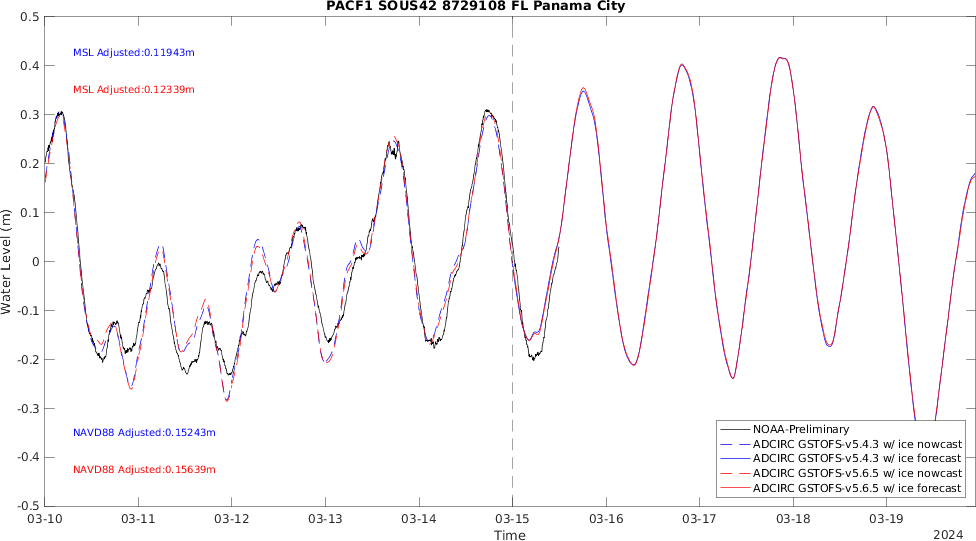 PACF1 SOUS42 8729108 FL Panama City
0.5
MSL Adjusted:0.11943m
0.4
MSL Adjusted:0.12339m
0.3
0.2
0.1
Water Level (m)
0
-0.1
-0.2
-0.3
NAVD88 Adjusted:0.15243m
NOAA-Preliminary
ADCIRC GSTOFS-v5.4.3 w/ ice nowcast
-0.4
ADCIRC GSTOFS-v5.4.3 w/ ice forecast
NAVD88 Adjusted:0.15639m
ADCIRC GSTOFS-v5.6.5 w/ ice nowcast
ADCIRC GSTOFS-v5.6.5 w/ ice forecast
-0.5
03-10 03-11 03-12 03-13 03-14 03-15 03-16 03-17 03-18 03-19
Time
2024